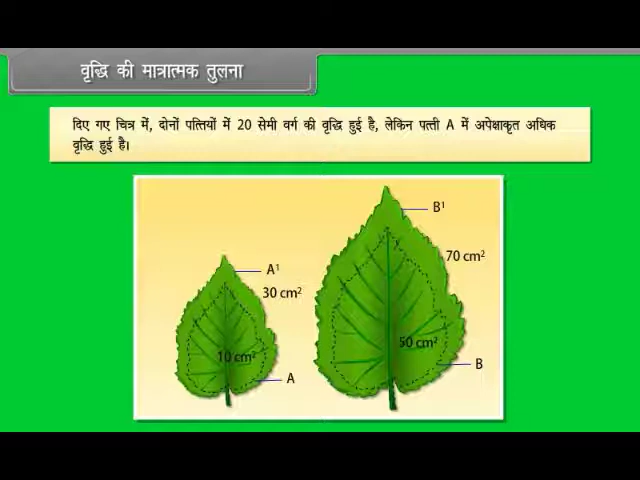 वृद्धि की मात्रात्मक तुलना
दिए गए चित्र में, दोनों पत्तियों में 20 सेमी वर्ग की वृद्धि हुई है, लेकिन पत्ती A में अपेक्षाकृत अधिक
वृद्धि हुई है।
B¹
70 cm²
A¹
30 cm²
50 cm²
10 cm²
B
A